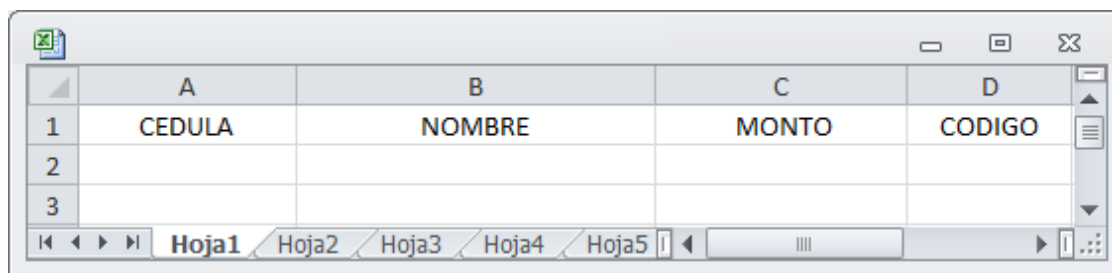 A B C D
1 CEDULA NOMBRE MONTO CODIGO
2
3
Hoja1 Hoja2 Hoja3 Hoja4 Hoja5